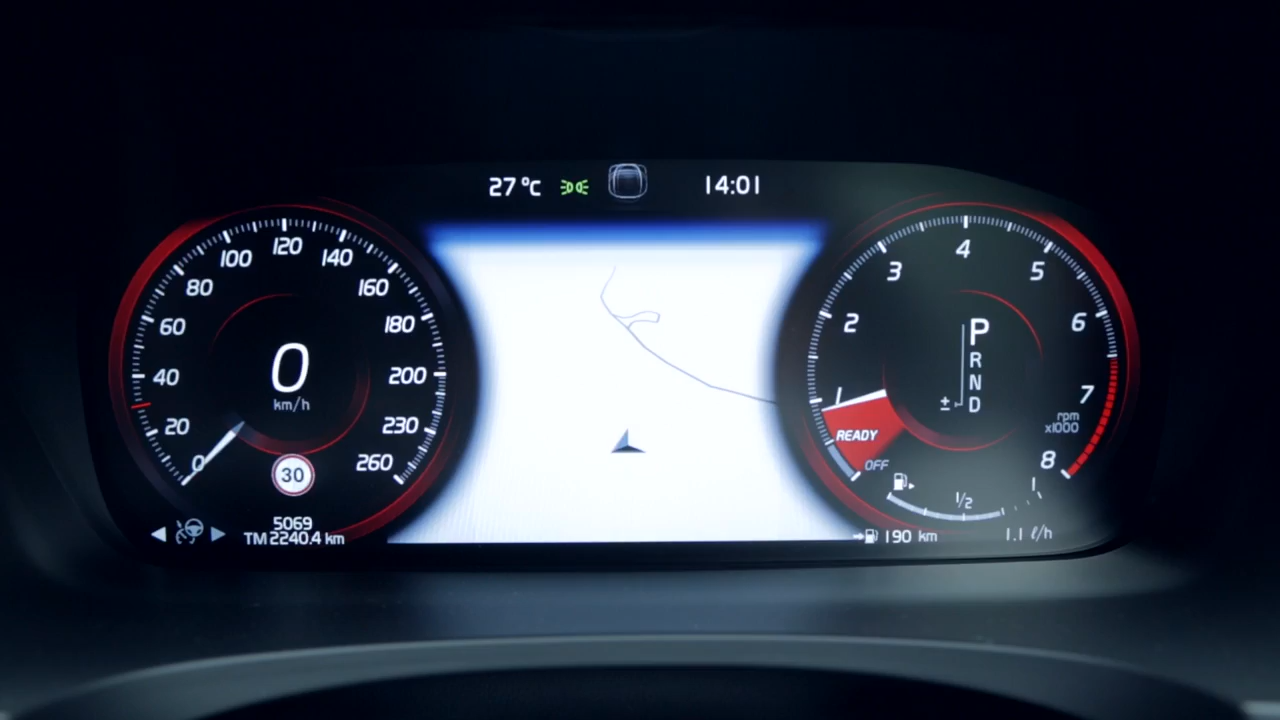 27 °C
14:01
0
20
40
60
80
100
120
140
160
180
200
230
260
0
km/h
30
5069
TM 2240.4 km
1
2
3
4
5
6
7
8
rpm
x1000
READY
OFF
P
R
N
D
±
1/2
1
190 km
1.1 ℓ/h